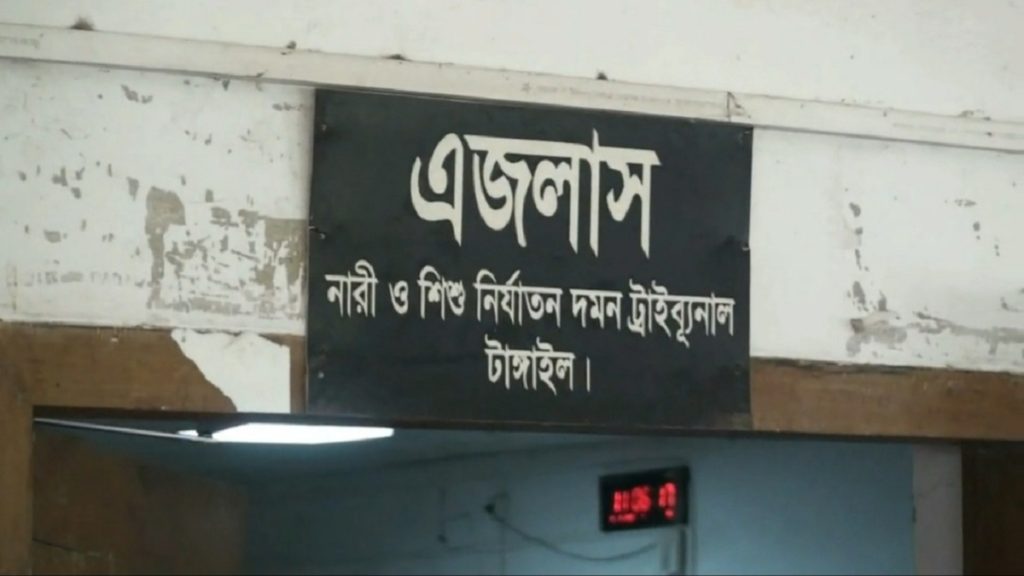 এজলাস
নারী ও শিশু নির্যাতন দমন ট্রাইব্যুনাল
টাঙ্গাইল।